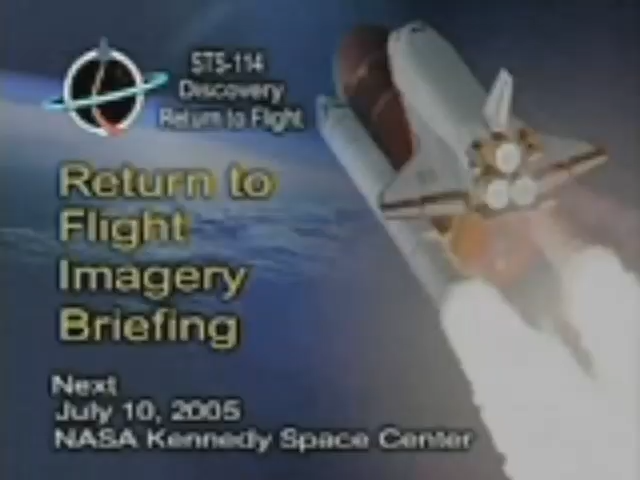 STS-114
Discovery
Return to Flight
Return to
Flight
Imagery
Briefing
Next
July 10, 2005
NASA Kennedy Space Center